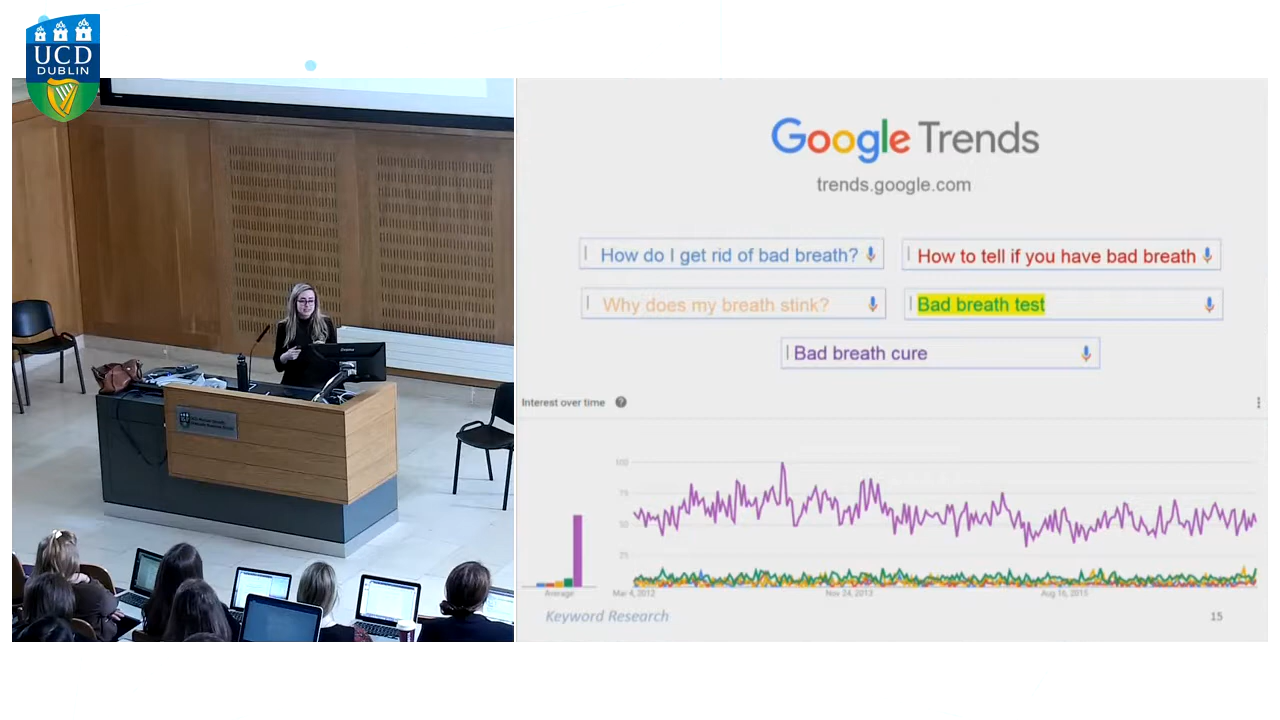 UCD
DUBLIN
Google Trends
trends.google.com
How do I get rid of bad breath?
How to tell if you have bad breath
Why does my breath stink?
Bad breath test
Bad breath cure
Interest over time ?
100
75
50
25
Average
Mar 4, 2012
Nov 24, 2013
Aug 16, 2015
Keyword Research
15